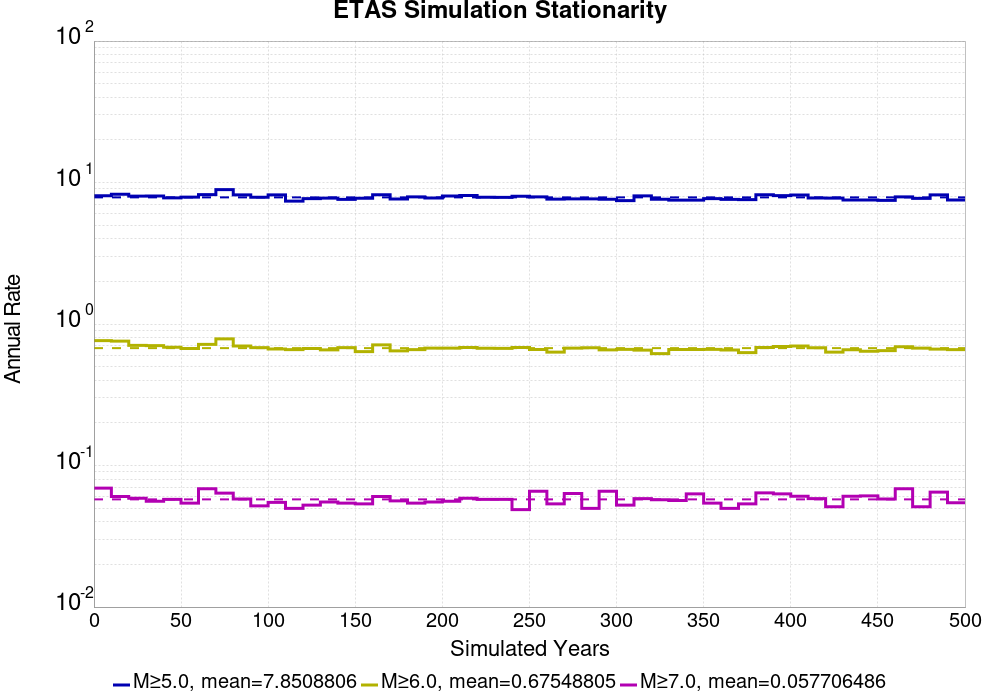 ETAS Simulation Stationarity
10^2
10^1
10^0
10^-1
10^-2
Annual Rate
0 50 100 150 200 250 300 350 400 450 500
Simulated Years
M≥5.0, mean=7.8508806 M≥6.0, mean=0.67548805 M≥7.0, mean=0.057706486